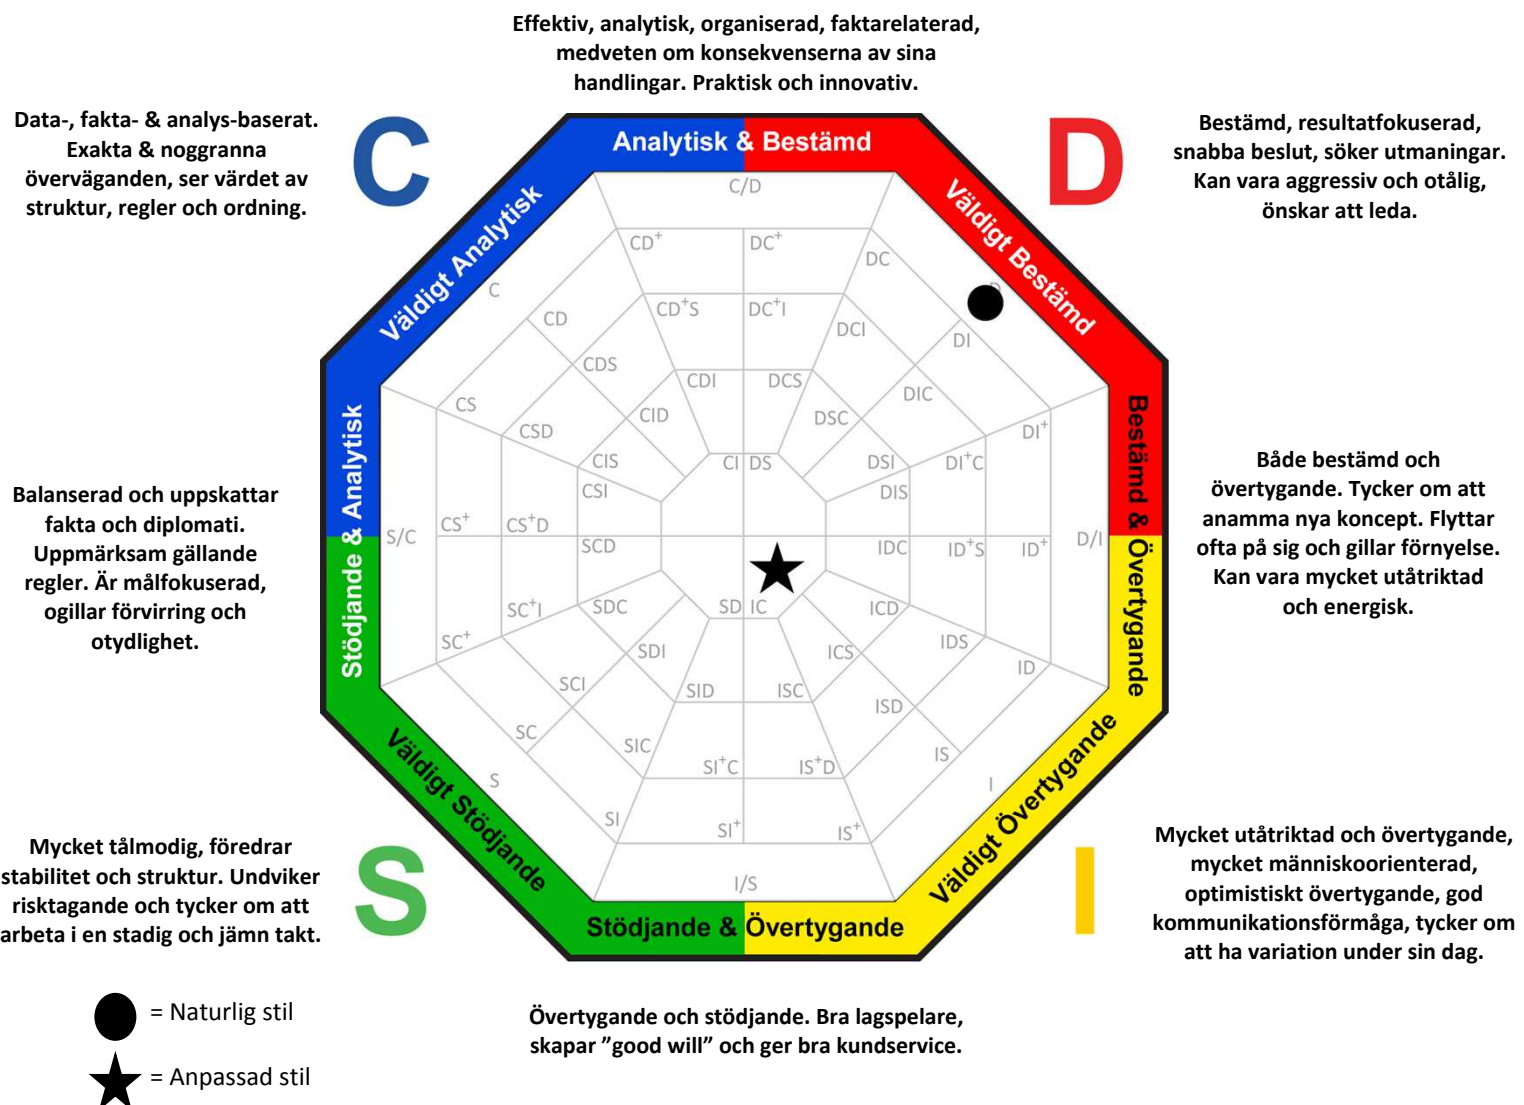 Effektiv, analytisk, organiserad, faktarelaterad,
medveten om konsekvenserna av sina
handlingar. Praktisk och innovativ.
Data-, fakta- & analys-baserat.
Exakta & noggranna
överväganden, ser värdet av
struktur, regler och ordning.
C
D
Bestämd, resultatfokuserad,
snabba beslut, söker utmaningar.
Kan vara aggressiv och otålig,
önskar att leda.
Analytisk & Bestämd
Väldigt Analytisk
Väldigt Bestämd
C/D
CD+
DC+
DC
C
CD
CD+S
DC+I
DCI
D
DI
CDS
CDI
DCS
DIC
CS
CID
DSC
CSD
DI+
CIS
CI
DS
DSI
DI+C
CSI
DIS
Stödjande & Analytisk
Bestämd & Övertygande
Balanserad och uppskattar
fakta och diplomati.
Uppmärksam gällande
regler. Är målfokuserad,
ogillar förvirring och
otydlighet.
Både bestämd och
övertygande. Tycker om att
anamma nya koncept. Flyttar
ofta på sig och gillar förnyelse.
Kan vara mycket utåtriktad
och energisk.
S/C
CS+
CS+D
SCD
IDC
ID+S
ID+
D/I
SC+I
SDC
SD
IC
ICD
SC+
SDI
ICS
IDS
ID
SCI
SID
ISC
ISD
SC
SIC
SI+C
IS+D
IS
S
I
SI
SI+
IS+
I/S
Väldigt Stödjande
Väldigt Övertygande
Stödjande & Övertygande
Mycket tålmodig, föredrar
stabilitet och struktur. Undviker
risktagande och tycker om att
arbeta i en stadig och jämn takt.
S
I
Mycket utåtriktad och övertygande,
mycket människoorienterad,
optimistiskt övertygande, god
kommunikationsförmåga, tycker om
att ha variation under sin dag.
= Naturlig stil
= Anpassad stil
Övertygande och stödjande. Bra lagspelare,
skapar ”good will” och ger bra kundservice.